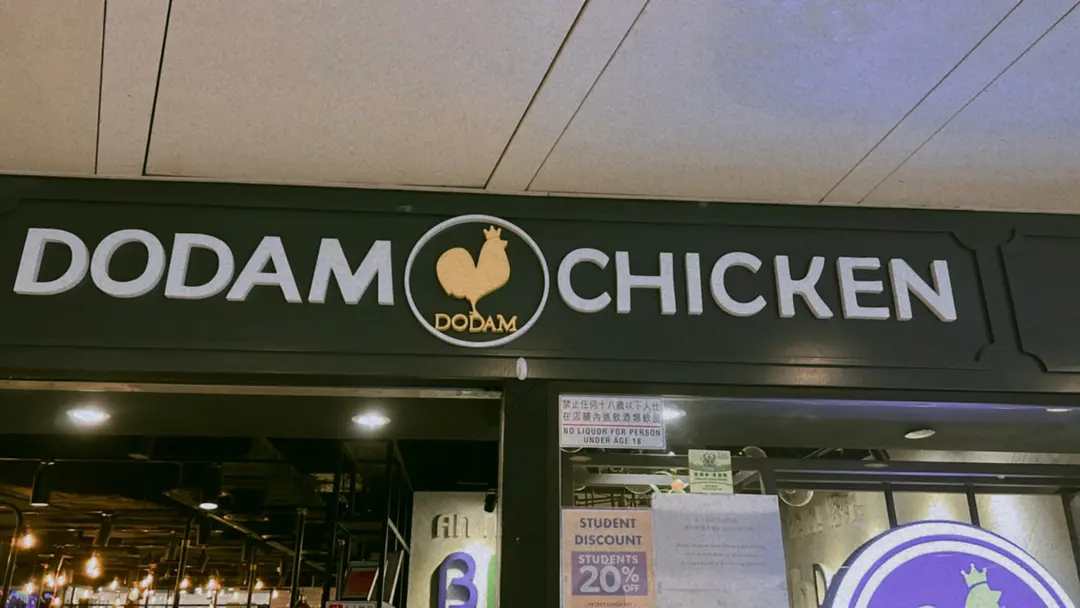 DODAM CHICKEN
DODAM
禁止任何十八歲以下人士
在店舖內進飲酒類飲品
NO LIQUOR FOR PERSON
UNDER AGE 18
STUDENT
DISCOUNT
STUDENTS
20% OFF